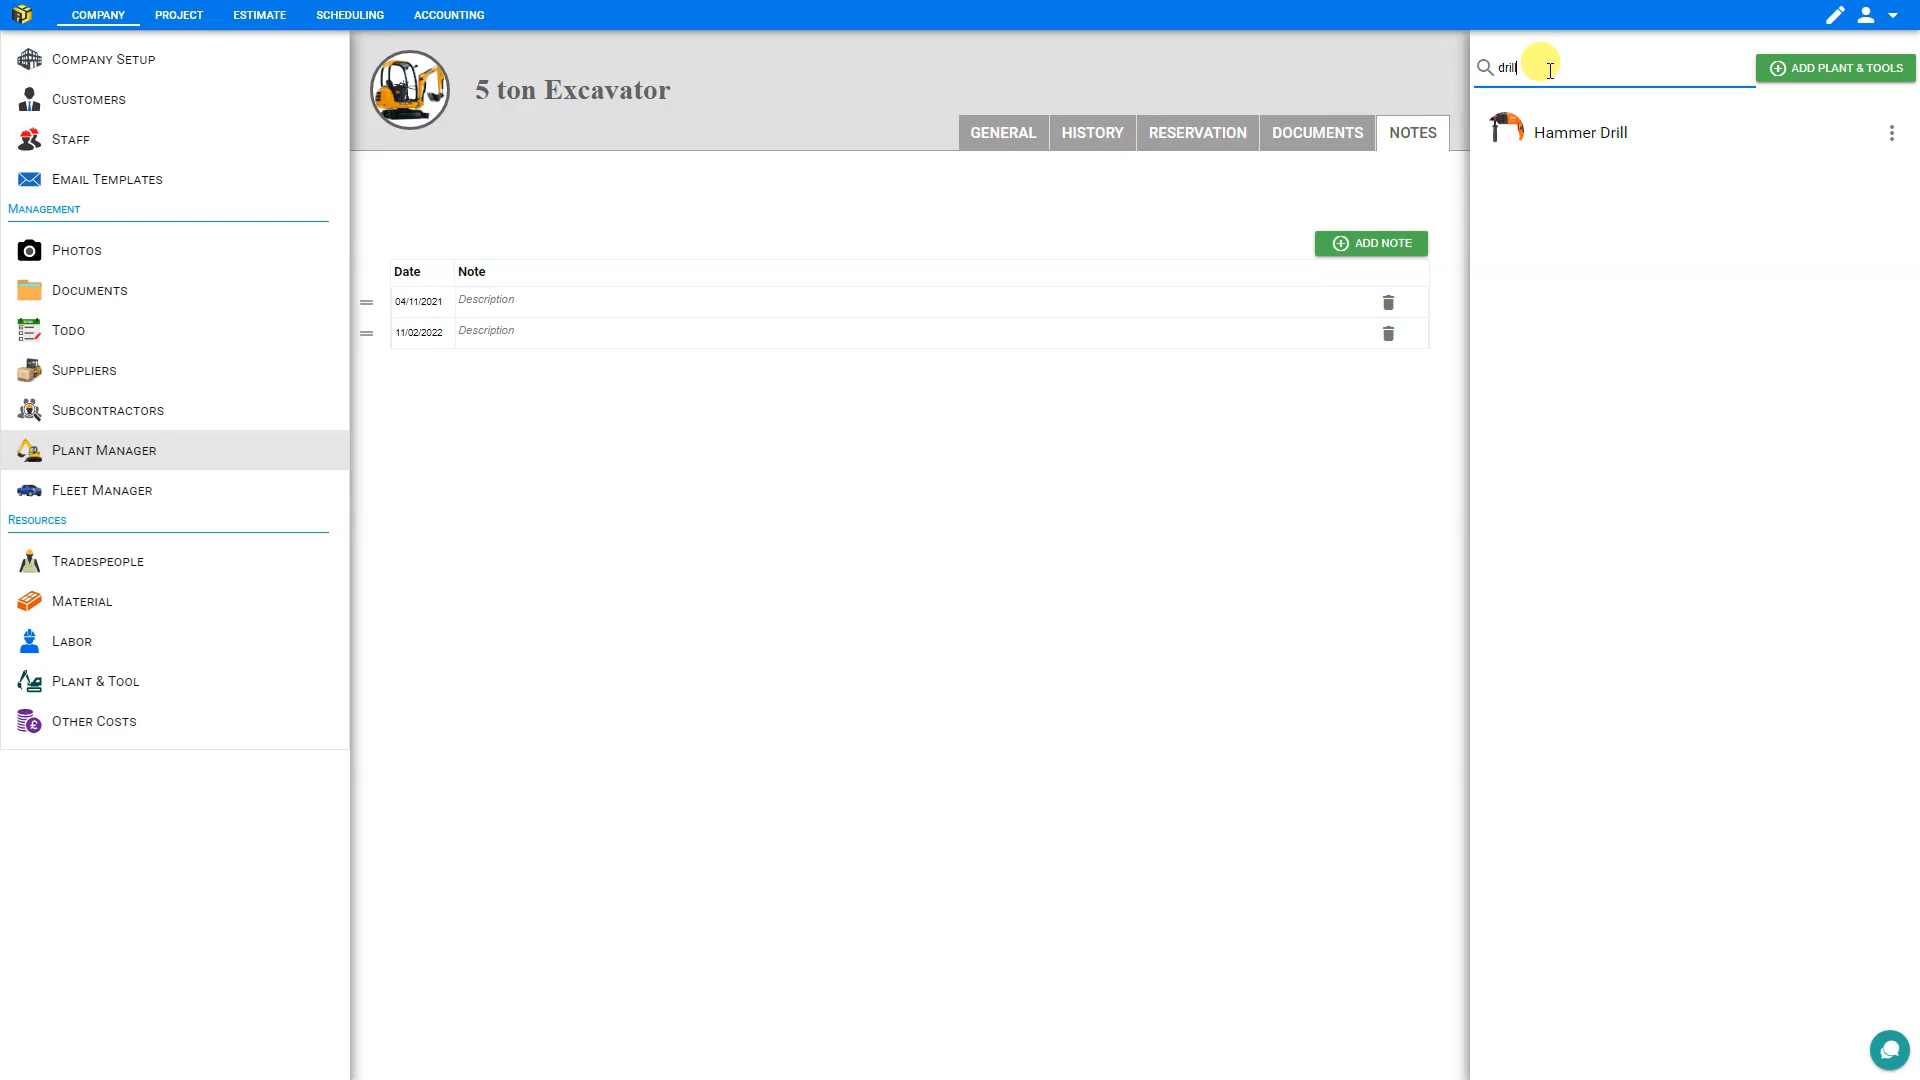 COMPANY PROJECT ESTIMATE SCHEDULING ACCOUNTING
COMPANY SETUP
CUSTOMERS
STAFF
EMAIL TEMPLATES
MANAGEMENT
PHOTOS
DOCUMENTS
TODO
SUPPLIERS
SUBCONTRACTORS
PLANT MANAGER
FLEET MANAGER
RESOURCES
TRADESPEOPLE
MATERIAL
LABOR
PLANT & TOOL
OTHER COSTS
5 ton Excavator
GENERAL HISTORY RESERVATION DOCUMENTS NOTES
ADD NOTE
Date Note
04/11/2021 Description
11/02/2022 Description
drill
ADD PLANT & TOOLS
Hammer Drill